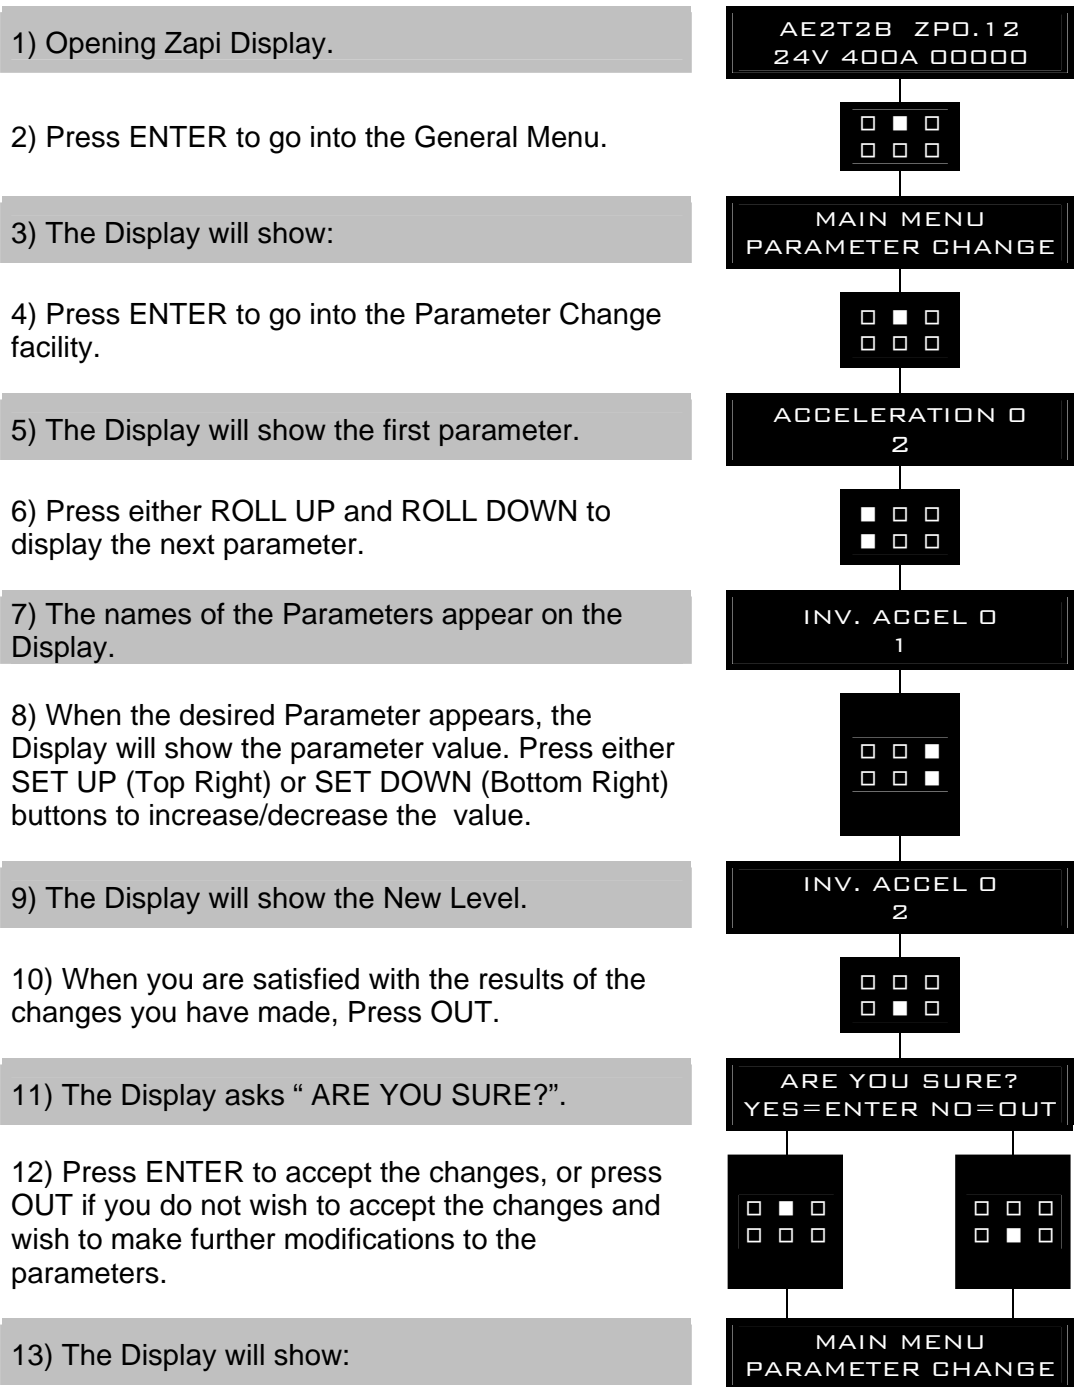 1) Opening Zapi Display.
AE2T2B ZP0.12
24V 400A 00000
2) Press ENTER to go into the General Menu.
3) The Display will show:
MAIN MENU
PARAMETER CHANGE
4) Press ENTER to go into the Parameter Change
facility.
5) The Display will show the first parameter.
ACCELERATION 0
2
6) Press either ROLL UP and ROLL DOWN to
display the next parameter.
7) The names of the Parameters appear on the
Display.
INV. ACCEL 0
1
8) When the desired Parameter appears, the
Display will show the parameter value. Press either
SET UP (Top Right) or SET DOWN (Bottom Right)
buttons to increase/decrease the  value.
9) The Display will show the New Level.
INV. ACCEL 0
2
10) When you are satisfied with the results of the
changes you have made, Press OUT.
11) The Display asks “ ARE YOU SURE?”.
ARE YOU SURE?
YES=ENTER NO=OUT
12) Press ENTER to accept the changes, or press
OUT if you do not wish to accept the changes and
wish to make further modifications to the
parameters.
13) The Display will show:
MAIN MENU
PARAMETER CHANGE